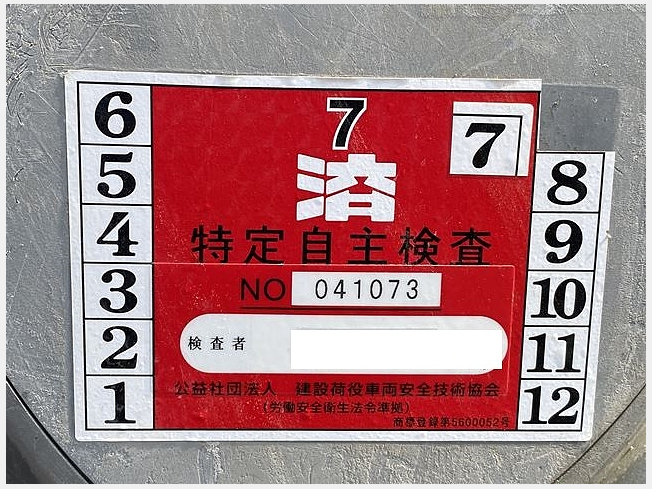 6
5
4
3
2
1
7
7
済
特定自主検査
NO 041073
検査者
公益社団法人 建設荷役車両安全技術協会
(労働安全衛生法令準拠)
商標登録第5600052号
8
9
10
11
12